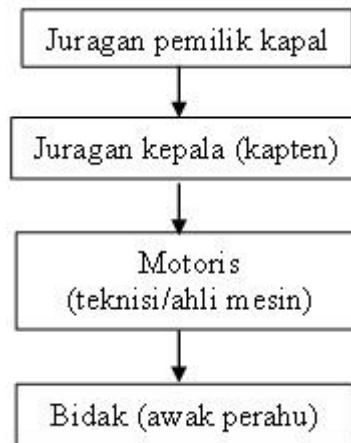 Juragan pemilik kapal
Juragan kepala (kapten)
Motoris
(teknisi/ahli mesin)
Bidak (awak perahu)